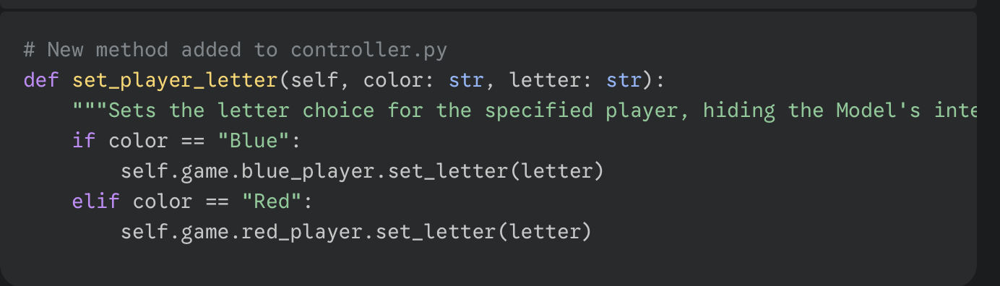 # New method added to controller.py
def set_player_letter(self, color: str, letter: str):
    """Sets the letter choice for the specified player, hiding the Model's inte
    if color == "Blue":
        self.game.blue_player.set_letter(letter)
    elif color == "Red":
        self.game.red_player.set_letter(letter)